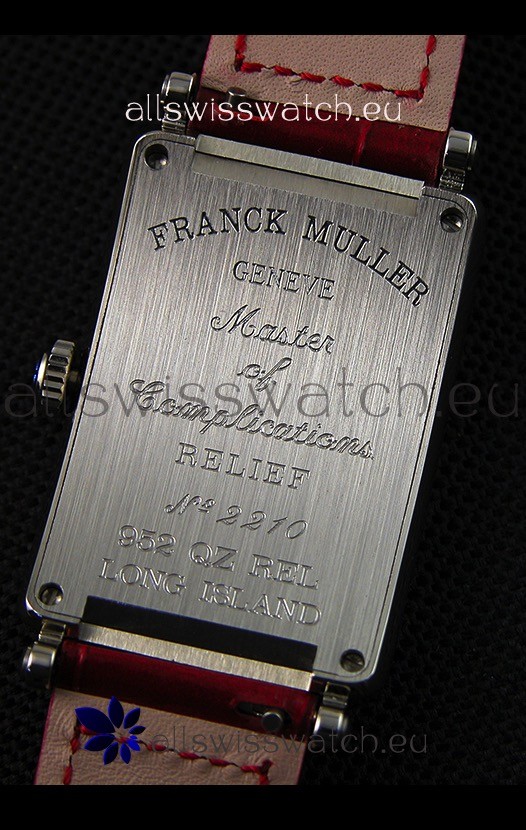 allswisswatch.eu
FRANCK MULLER
GENEVE
Master
of
allswisswatch.eu
Complications
RELIEF
Nº 2210
952 QZ REL
LONG ISLAND
allswisswatch.eu